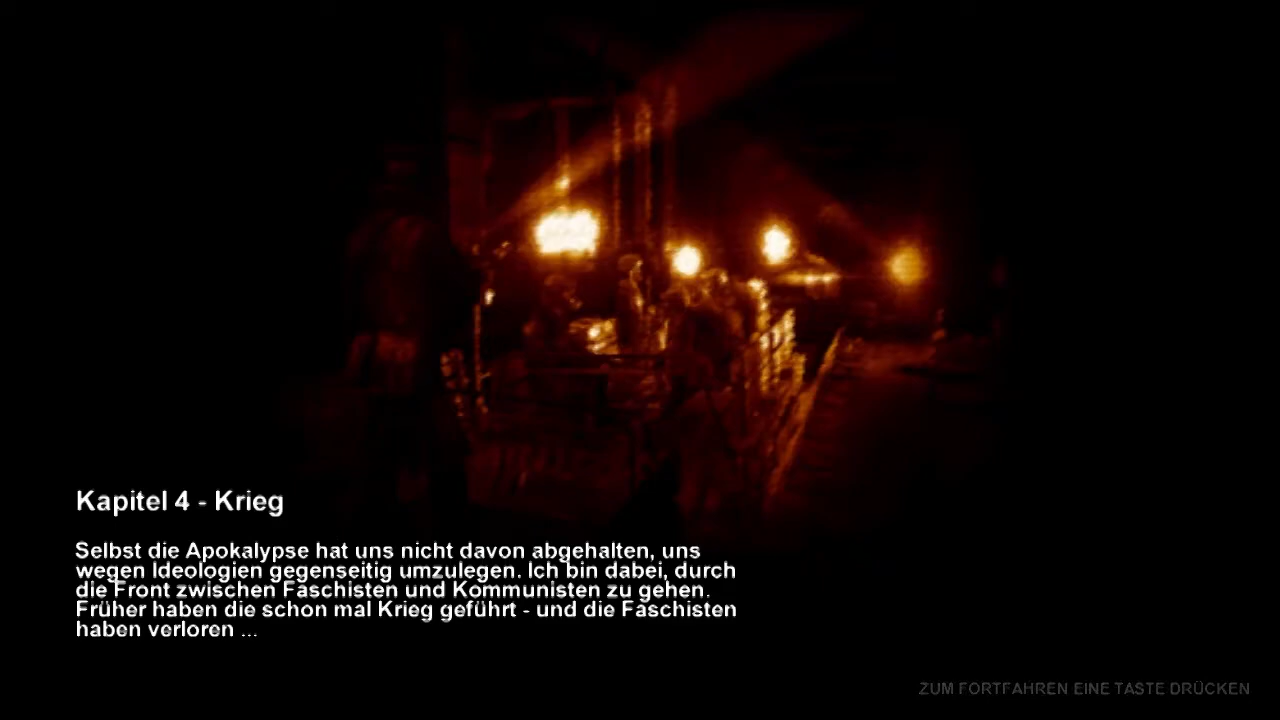 Kapitel 4 - Krieg
Selbst die Apokalypse hat uns nicht davon abgehalten, uns
wegen Ideologien gegenseitig umzulegen. Ich bin dabei, durch
die Front zwischen Faschisten und Kommunisten zu gehen.
Früher haben die schon mal Krieg geführt - und die Faschisten
haben verloren ...
ZUM FORTFAHREN EINE TASTE DRÜCKEN